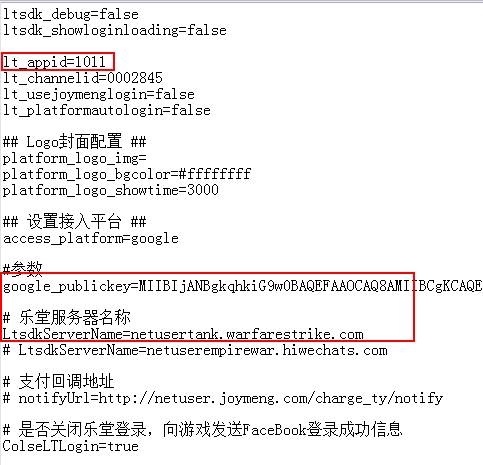 ltsdk_debug=false
ltsdk_showloginloading=false
lt_appid=1011
lt_channelid=0002845
lt_usejoymenglogin=false
lt_platformautologin=false
## Logo封面配置 ##
platform_logo_img=
platform_logo_bgcolor=#ffffffff
platform_logo_showtime=3000
## 设置接入平台 ##
access_platform=google
#参数
google_publickey=MIIBIjANBgkqhkiG9w0BAQEFAAOCAQ8AMIIBCgKCAQE
# 乐堂服务器名称
LtsdkServerName=netusertank.warfarestrike.com
# LtsdkServerName=netuserempirewar.hiwechats.com
# 支付回调地址
# notifyUrl=http://netuser.joymeng.com/charge_ty/notify
# 是否关闭乐堂登录，向游戏发送FaceBook登录成功信息
ColseLTLogin=true